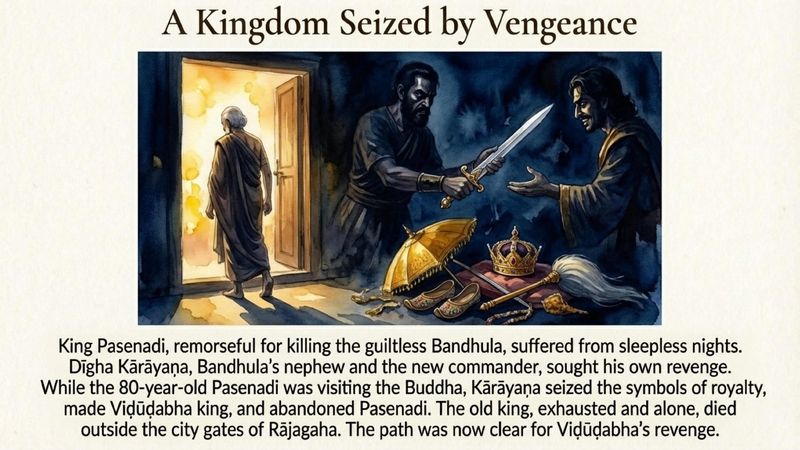 A Kingdom Seized by Vengeance
King Pasenadi, remorseful for killing the guiltless Bandhula, suffered from sleepless nights.
Dīgha Kārāyaṇa, Bandhula’s nephew and the new commander, sought his own revenge.
While the 80-year-old Pasenadi was visiting the Buddha, Kārāyaṇa seized the symbols of royalty,
made Viḍūḍabha king, and abandoned Pasenadi. The old king, exhausted and alone, died
outside the city gates of Rājagaha. The path was now clear for Viḍūḍabha’s revenge.